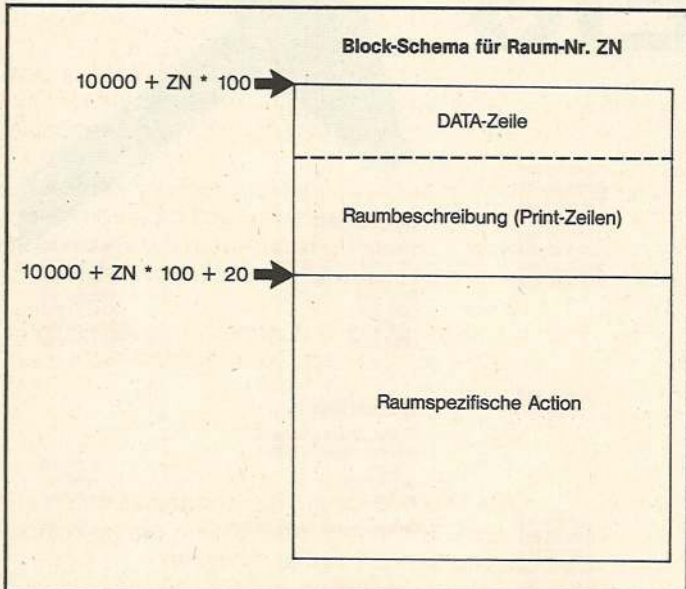 Block-Schema für Raum-Nr. ZN
10000 + ZN * 100
DATA-Zeile
Raumbeschreibung (Print-Zeilen)
10000 + ZN * 100 + 20
Raumspezifische Action